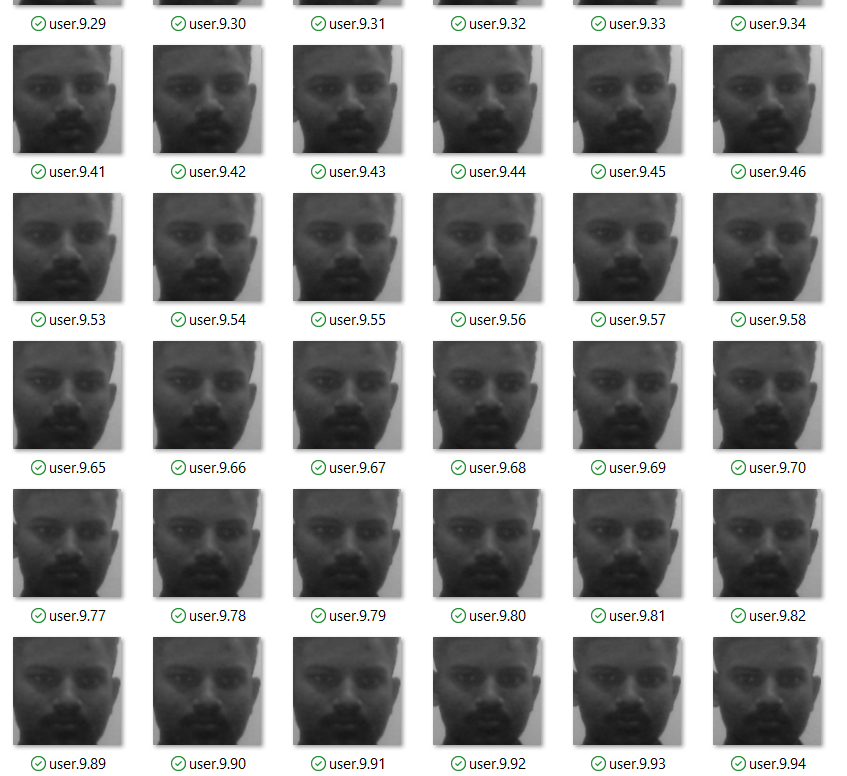 user.9.29 user.9.30 user.9.31 user.9.32 user.9.33 user.9.34
user.9.41 user.9.42 user.9.43 user.9.44 user.9.45 user.9.46
user.9.53 user.9.54 user.9.55 user.9.56 user.9.57 user.9.58
user.9.65 user.9.66 user.9.67 user.9.68 user.9.69 user.9.70
user.9.77 user.9.78 user.9.79 user.9.80 user.9.81 user.9.82
user.9.89 user.9.90 user.9.91 user.9.92 user.9.93 user.9.94